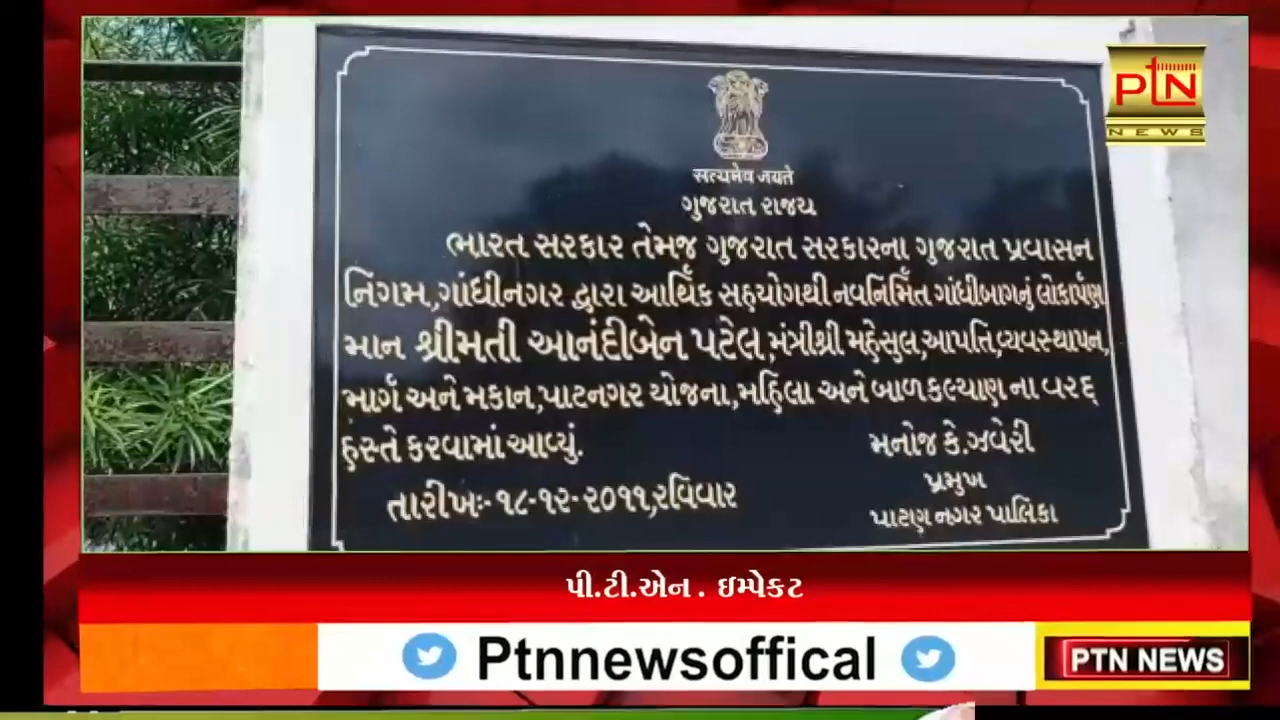 PTN
NEWS
સત્યમેવ જયતે
ગુજરાત રાજ્ય
ભારત સરકાર તેમજ ગુજરાત સરકારના ગુજરાત પ્રવાસન
નિગમ,ગાંધીનગર દ્વારા આર્થિક સહયોગથી નવનિર્મિત ગાંધીબાગનું લોકાર્પણ
માન શ્રીમતી આનંદીબેન પટેલ,મંત્રીશ્રી મહેસુલ,આપતિ,વ્યવસ્થાપન,
માર્ગ અને મકાન,પાટનગર યોજના,મહિલા અને બાળ કલ્યાણ ના વરદ્
હસ્તે કરવામાં આવ્યું.
મનોજ કે.ઝવેરી
પ્રમુખ
તારીખઃ-૧૮-૧૨-૨૦૧૧,રવિવાર
પાટણ નગર પાલિકા
પી.ટી.એન. ઇમ્પેકટ
Ptnnewsoffical
PTN NEWS